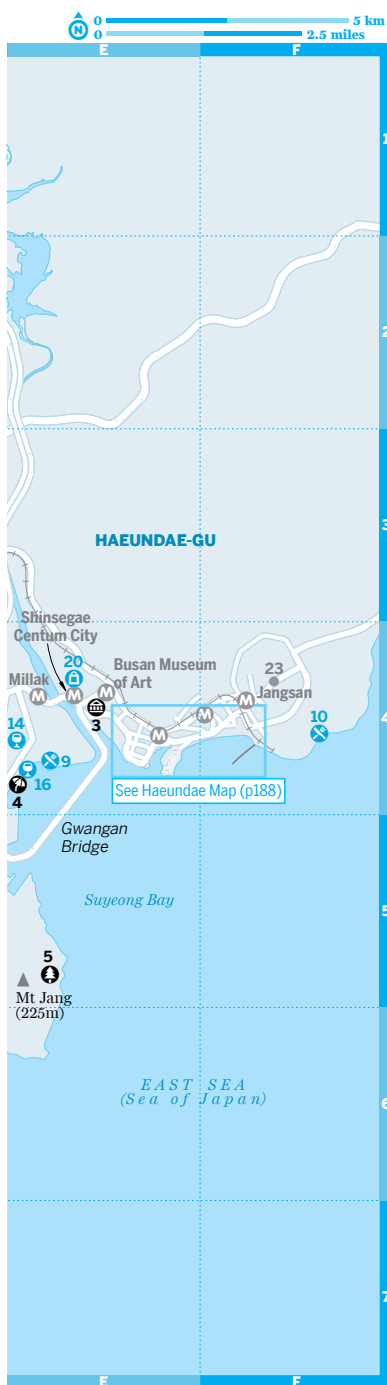 0 5 km
N
0 2.5 miles
E F
1
2
HAEUNDAE-GU
3
Shinsegae
Centum City
20
Busan Museum
of Art
Millak
23
Jangsan
3
14
10
4
9
16
4
See Haeundae Map (p188)
Gwangan
Bridge
Suyeong Bay
5
5
Mt Jang
(225m)
EAST SEA
(Sea of Japan)
6
7
E F